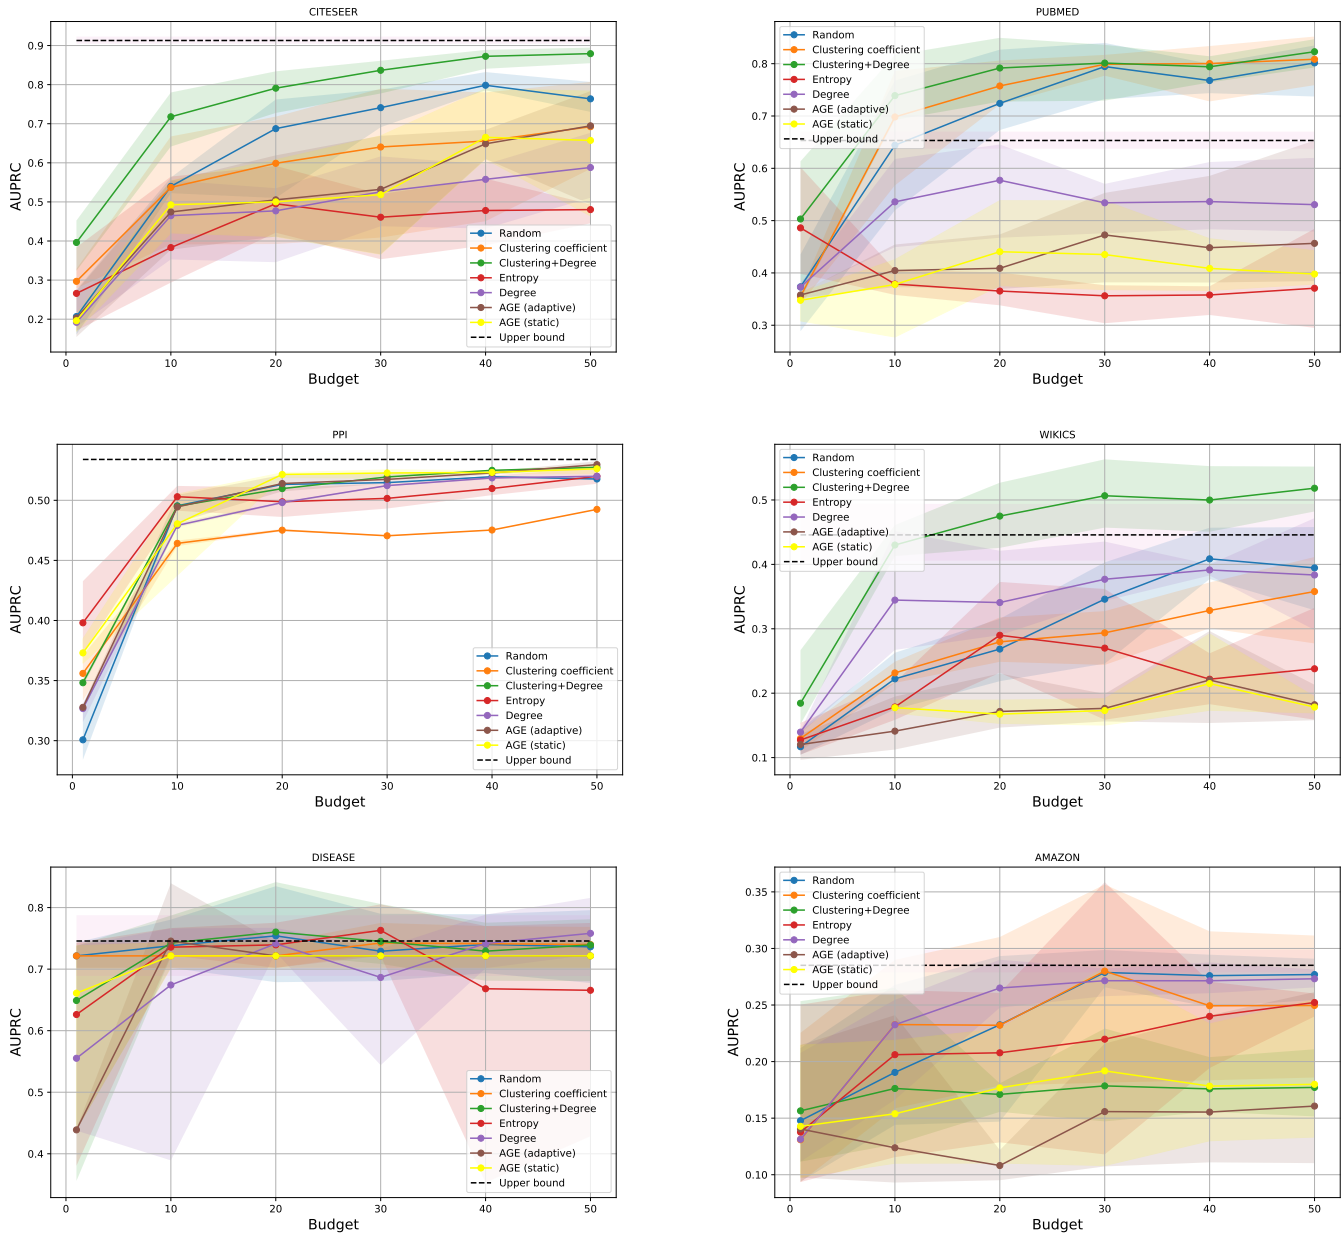 CITESEER
AUPRC
0.9
0.8
0.7
0.6
0.5
0.4
0.3
0.2
0 10 20 30 40 50
Budget
Random
Clustering coefficient
Clustering+Degree
Entropy
Degree
AGE (adaptive)
AGE (static)
Upper bound
PUBMED
AUPRC
0.8
0.7
0.6
0.5
0.4
0.3
0 10 20 30 40 50
Budget
Random
Clustering coefficient
Clustering+Degree
Entropy
Degree
AGE (adaptive)
AGE (static)
Upper bound
PPI
AUPRC
0.50
0.45
0.40
0.35
0.30
0 10 20 30 40 50
Budget
Random
Clustering coefficient
Clustering+Degree
Entropy
Degree
AGE (adaptive)
AGE (static)
Upper bound
WIKICS
AUPRC
0.5
0.4
0.3
0.2
0.1
0 10 20 30 40 50
Budget
Random
Clustering coefficient
Clustering+Degree
Entropy
Degree
AGE (adaptive)
AGE (static)
Upper bound
DISEASE
AUPRC
0.8
0.7
0.6
0.5
0.4
0 10 20 30 40 50
Budget
Random
Clustering coefficient
Clustering+Degree
Entropy
Degree
AGE (adaptive)
AGE (static)
Upper bound
AMAZON
AUPRC
0.35
0.30
0.25
0.20
0.15
0.10
0 10 20 30 40 50
Budget
Random
Clustering coefficient
Clustering+Degree
Entropy
Degree
AGE (adaptive)
AGE (static)
Upper bound